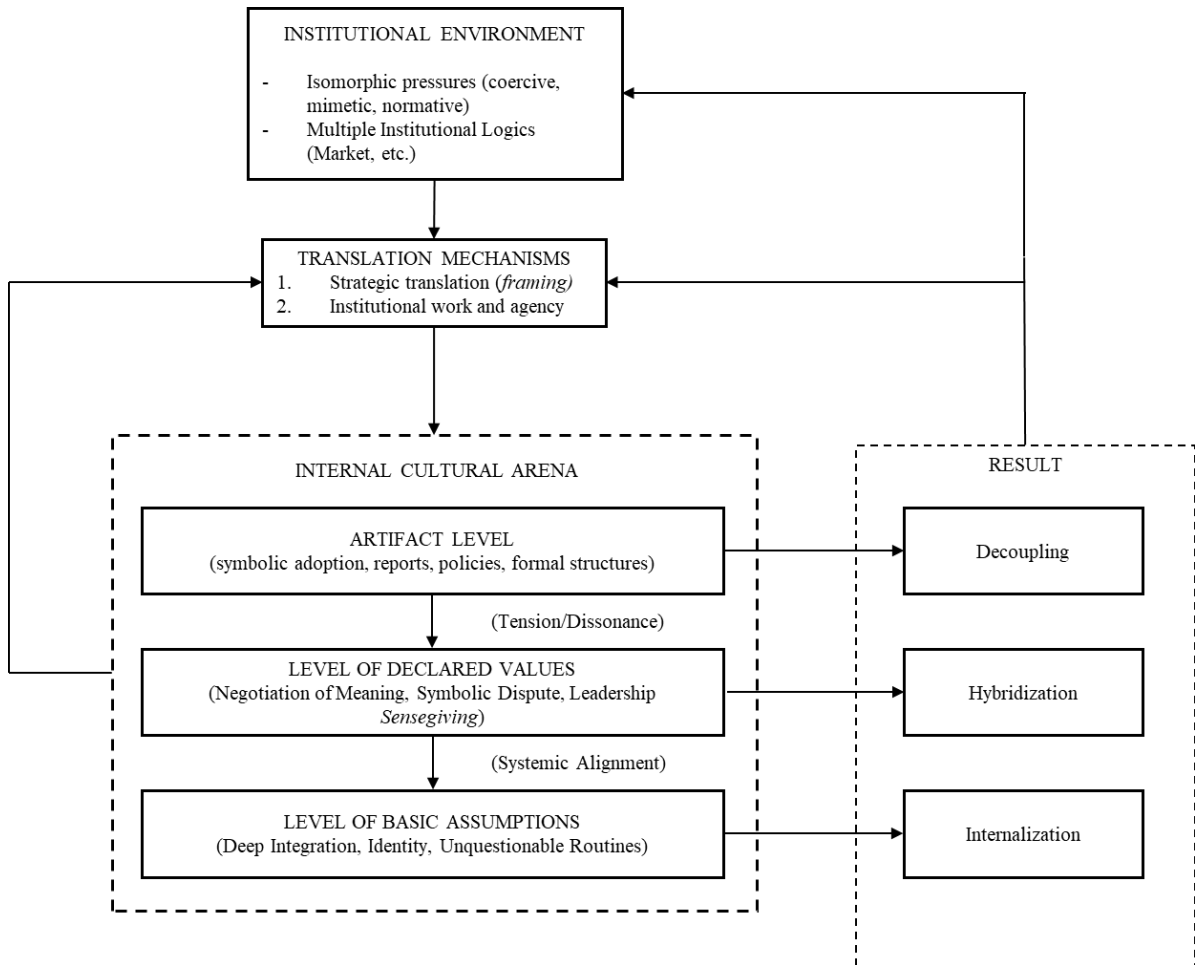 INSTITUTIONAL ENVIRONMENT
- Isomorphic pressures (coercive,
mimetic, normative)
- Multiple Institutional Logics
(Market, etc.)
TRANSLATION MECHANISMS
1. Strategic translation (framing)
2. Institutional work and agency
INTERNAL CULTURAL ARENA
ARTIFACT LEVEL
(symbolic adoption, reports, policies, formal structures)
(Tension/Dissonance)
LEVEL OF DECLARED VALUES
(Negotiation of Meaning, Symbolic Dispute, Leadership
Sensegiving)
(Systemic Alignment)
LEVEL OF BASIC ASSUMPTIONS
(Deep Integration, Identity, Unquestionable Routines)
RESULT
Decoupling
Hybridization
Internalization